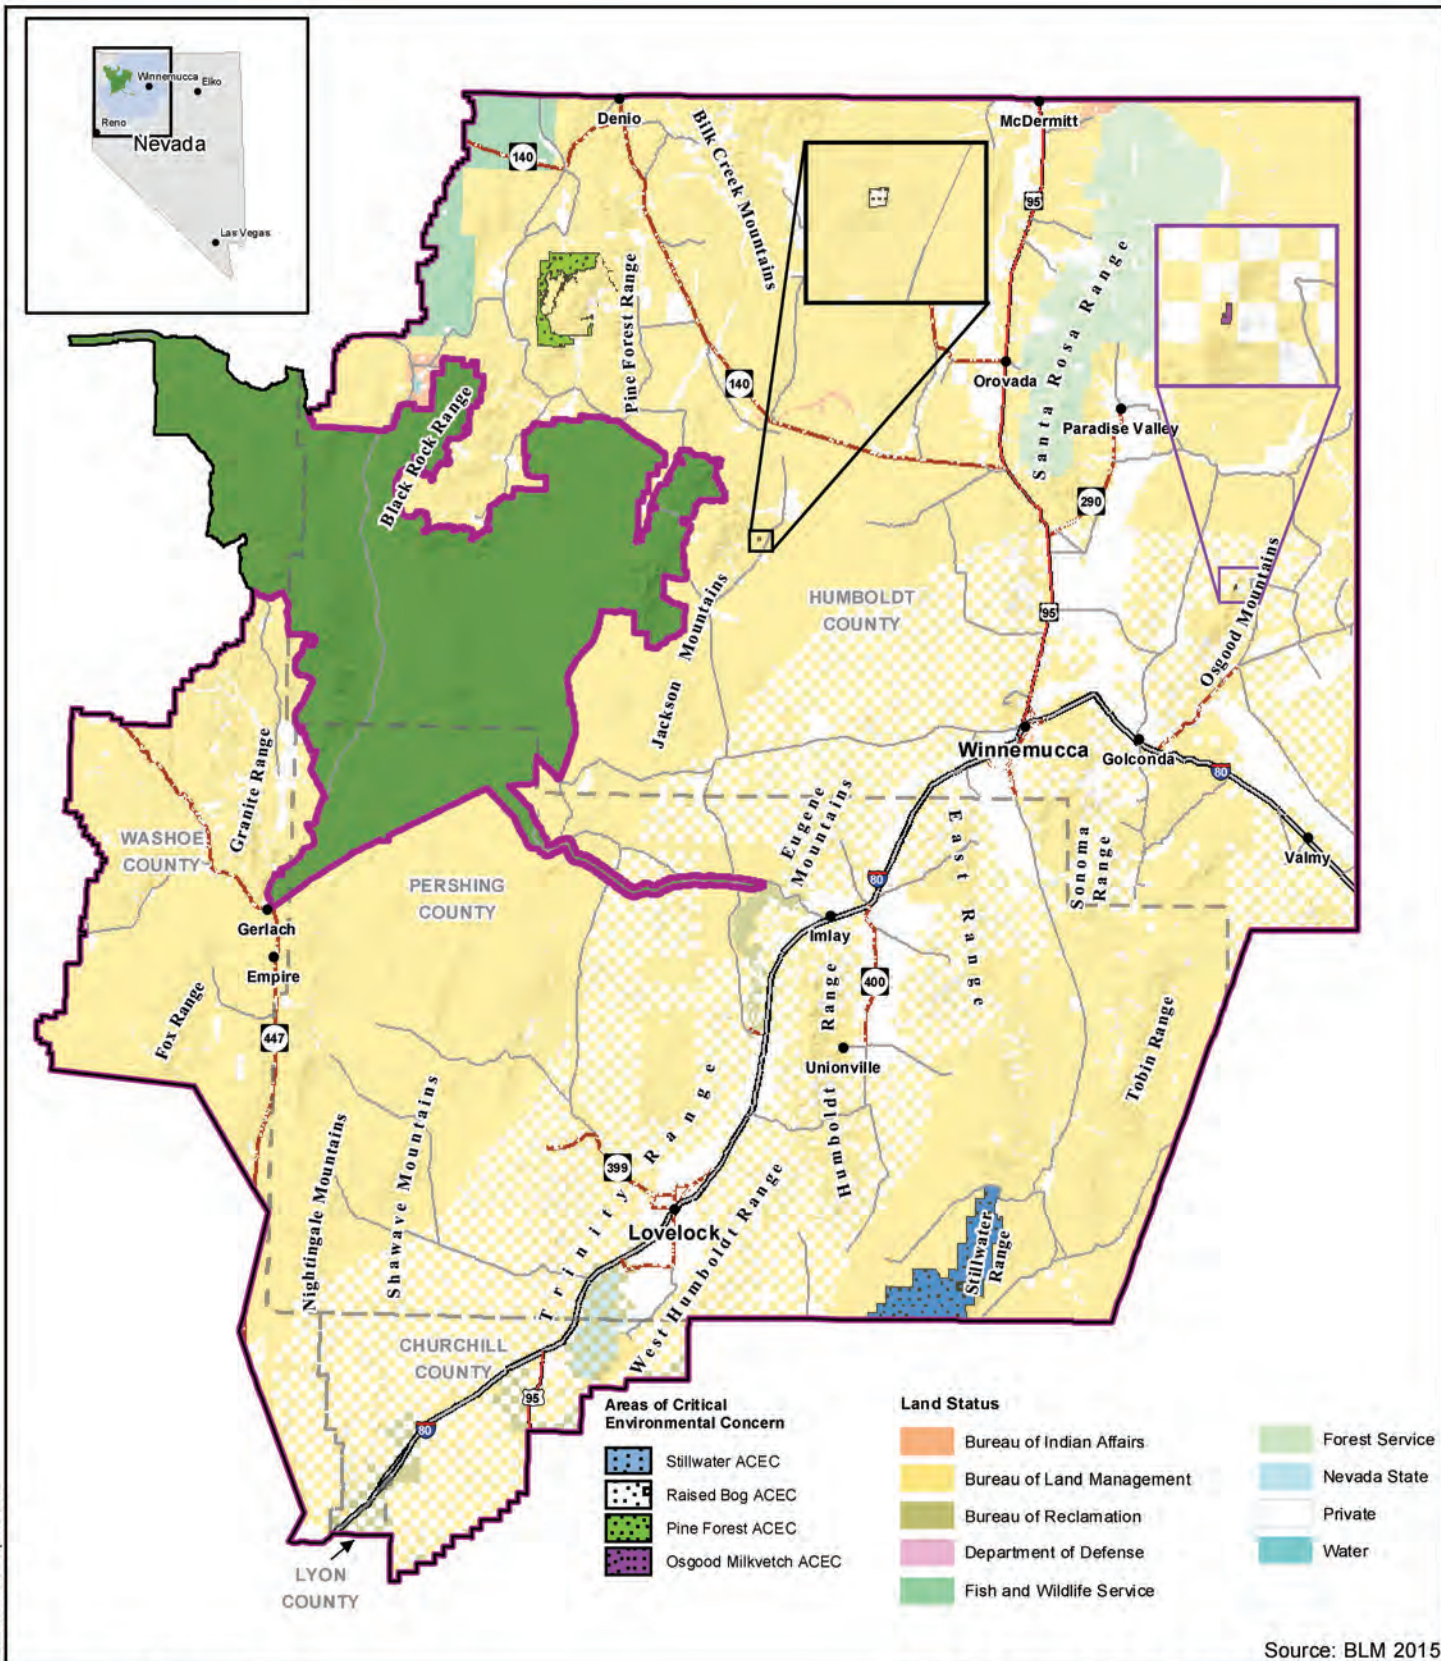 Winnemucca
Elko
Reno
Nevada
Las Vegas
Denio
McDermitt
140
Bilk Creek Mountains
95
Pine Forest Range
Santa Rosa Range
Orovada
140
Black Rock Range
Paradise Valley
290
Jackson Mountains
HUMBOLDT
COUNTY
95
Osgood Mountains
Granite Range
Winnemucca
Golconda
80
WASHOE
COUNTY
Eugene
Mountains
East Range
Sonoma
Range
Valmy
PERSHING
COUNTY
80
Gerlach
Imlay
Empire
Fox Range
400
447
Unionville
Humboldt Range
Tobin Range
Nightingale Mountains
Shawave Mountains
Trinity Range
399
Lovelock
West Humboldt Range
Stillwater
Range
CHURCHILL
COUNTY
95
80
LYON
COUNTY
Areas of Critical
Environmental Concern
Stillwater ACEC
Raised Bog ACEC
Pine Forest ACEC
Osgood Milkvetch ACEC
Land Status
Bureau of Indian Affairs
Bureau of Land Management
Bureau of Reclamation
Department of Defense
Fish and Wildlife Service
Forest Service
Nevada State
Private
Water
Source: BLM 2015